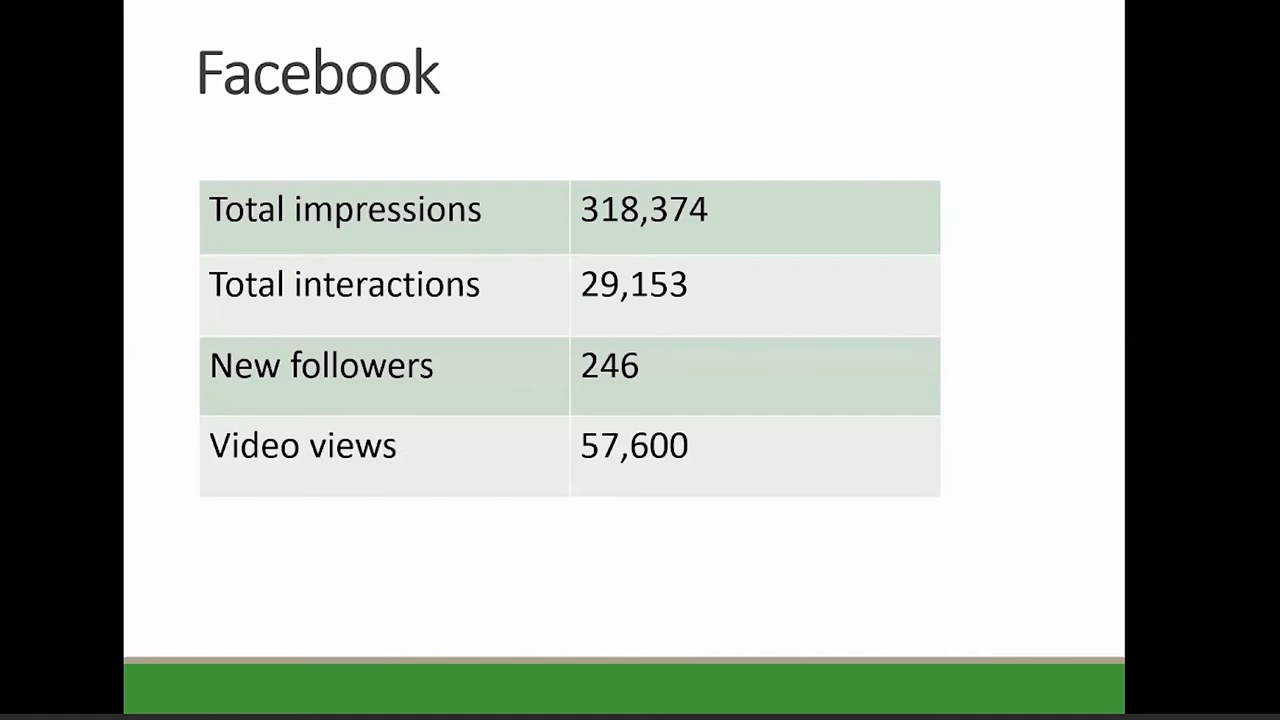 Facebook
Total impressions 318,374
Total interactions 29,153
New followers 246
Video views 57,600